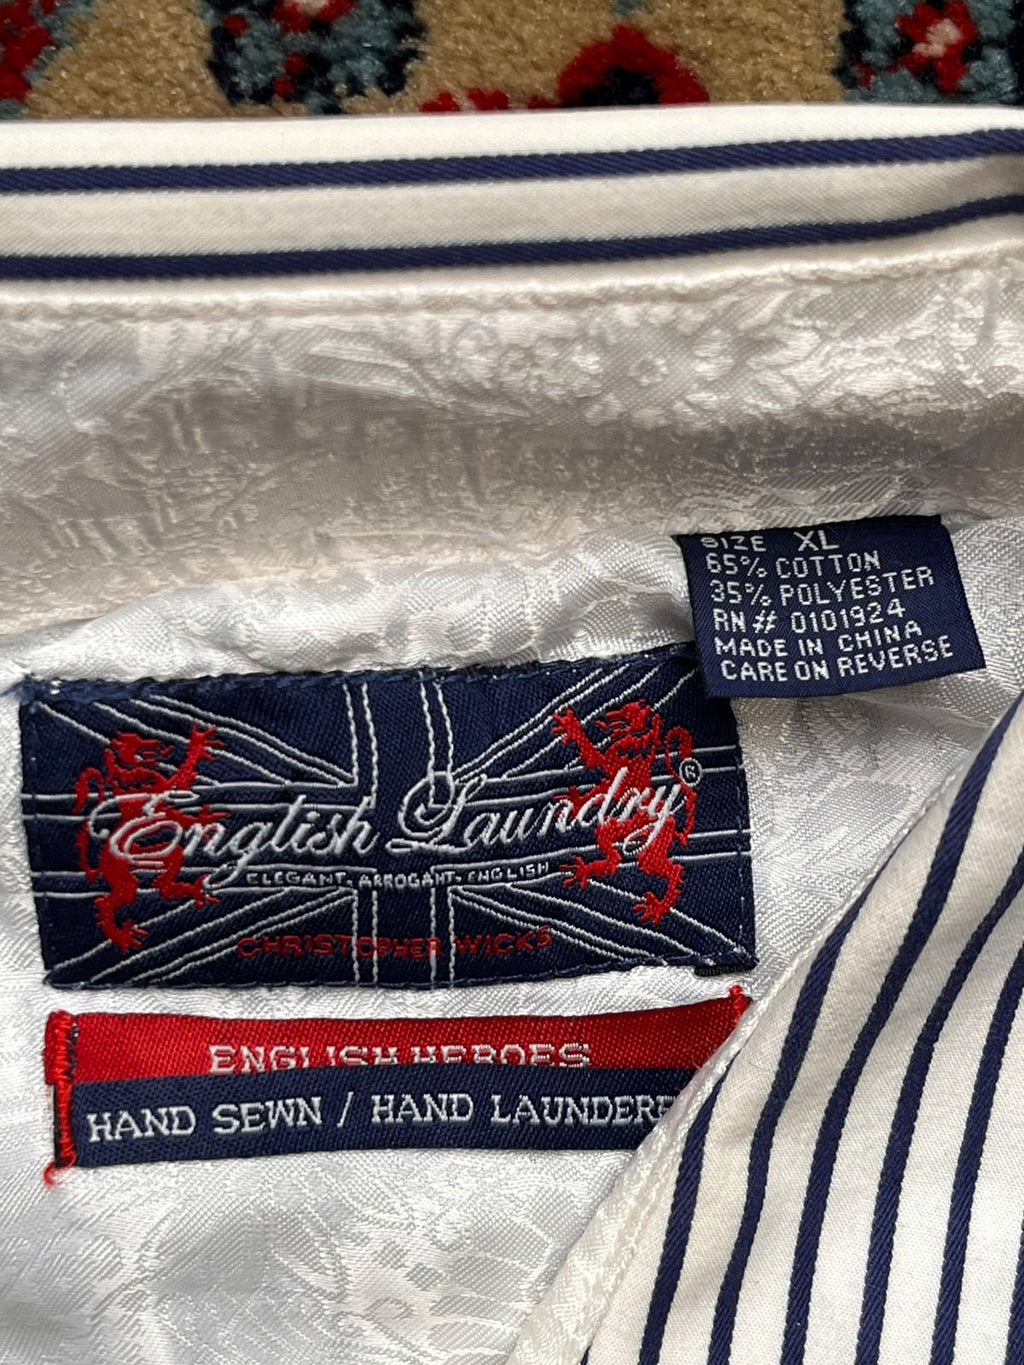 SIZE XL
65% COTTON
35% POLYESTER
RN# 0101924
MADE IN CHINA
CARE ON REVERSE
English Laundry®
ELEGANT. ARROGANT. ENGLISH
CHRISTOPHER WICKS
ENGLISH HEROES
HAND SEWN / HAND LAUNDERE